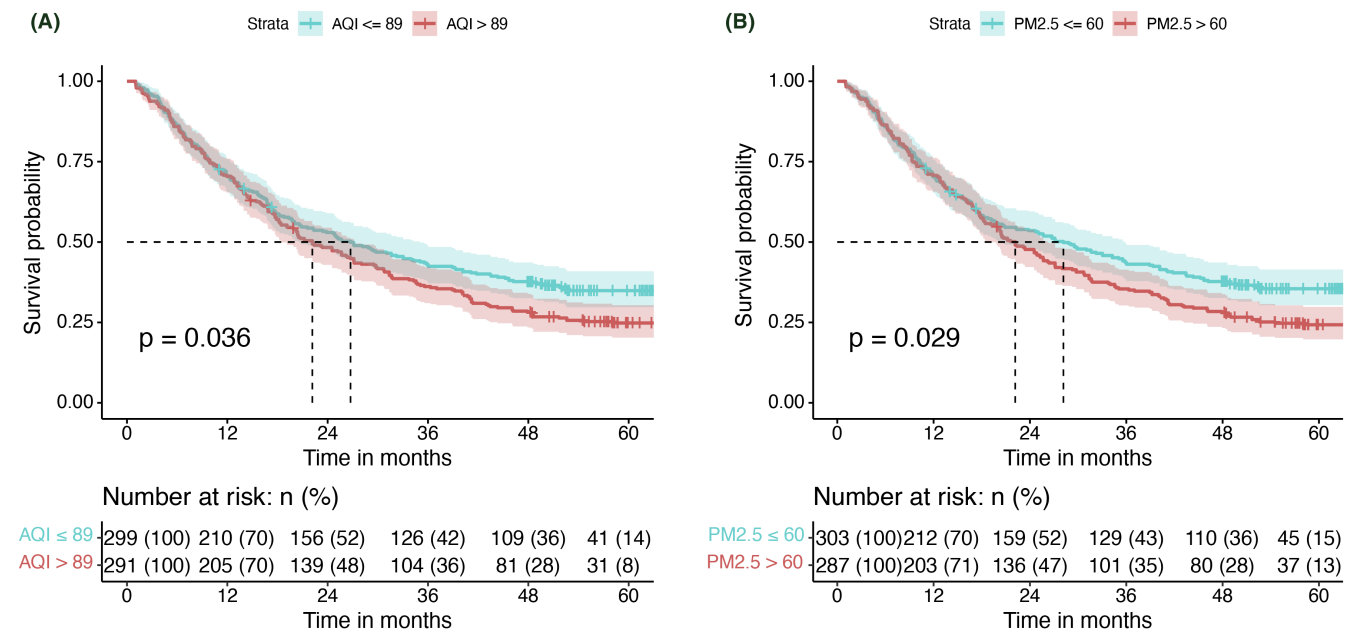 (A)
Strata AQI <= 89 AQI > 89
1.00
0.75
0.50
0.25
0.00
Survival probability
p = 0.036
0 12 24 36 48 60
Time in months
Number at risk: n (%)
AQI ≤ 89 299 (100) 210 (70) 156 (52) 126 (42) 109 (36) 41 (14)
AQI > 89 291 (100) 205 (70) 139 (48) 104 (36) 81 (28) 31 (8)
0 12 24 36 48 60
Time in months
(B)
Strata PM2.5 <= 60 PM2.5 > 60
1.00
0.75
0.50
0.25
0.00
Survival probability
p = 0.029
0 12 24 36 48 60
Time in months
Number at risk: n (%)
PM2.5 ≤ 60 303 (100) 212 (70) 159 (52) 129 (43) 110 (36) 45 (15)
PM2.5 > 60 287 (100) 203 (71) 136 (47) 101 (35) 80 (28) 37 (13)
0 12 24 36 48 60
Time in months